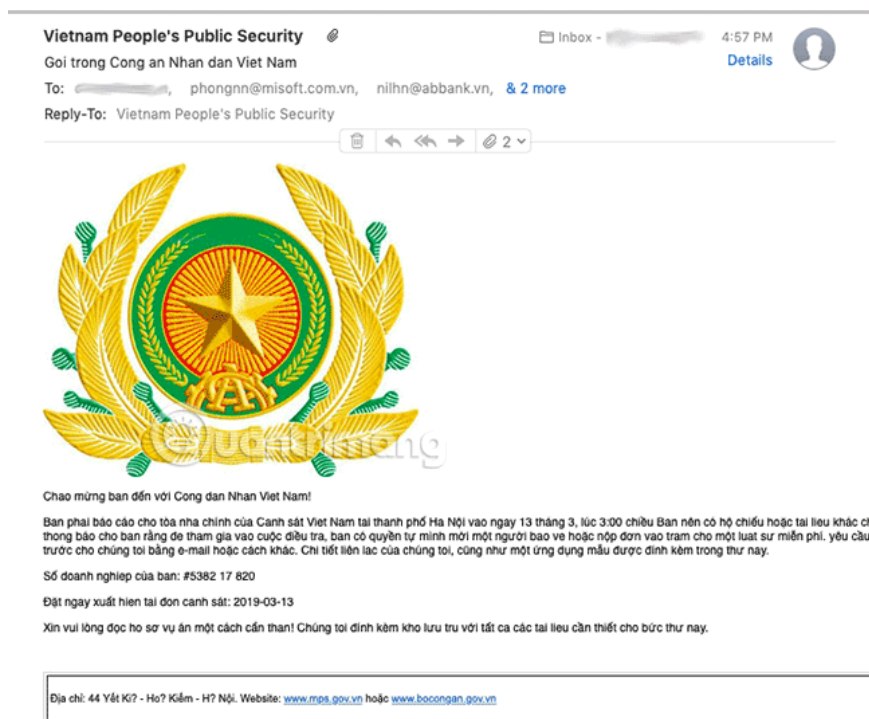 Vietnam People's Public Security
Inbox -
4:57 PM
Goi trong Cong an Nhan dan Viet Nam
Details
To: , phongnn@misoft.com.vn, nilhn@abbank.vn, & 2 more
Reply-To: Vietnam People's Public Security
2
CA
Quantrimang
Chao mừng ban đến với Cong dan Nhan Viet Nam!
Ban phai báo cáo cho tòa nha chính của Canh sát Viet Nam tai thanh phố Ha Nội vao ngay 13 tháng 3, lúc 3:00 chiều Ban nên có hộ chiếu hoặc tai lieu khác
thong báo cho ban rằng de tham gia vao cuộc điều tra, ban có quyền tự minh mời một người bao ve hoặc nộp đơn vao tram cho một luat sư miễn phí. yêu cầu
trước cho chúng toi bằng e-mail hoặc cách khác. Chi tiết liên lac của chúng toi, cũng như một ứng dụng mẫu được đinh kèm trong thư nay.
Số doanh nghiep của ban: #5382 17 820
Đặt ngay xuất hien tai đon canh sát: 2019-03-13
Xin vui lòng đọc ho sơ vụ án một cách cẩn than! Chúng toi đinh kèm kho lưu tru với tất ca các tai lieu cần thiết cho bức thư nay.
Địa chỉ: 44 Yết Ki? - Ho? Kiếm - H? Nội. Website: www.mps.gov.vn hoặc www.bocongan.gov.vn